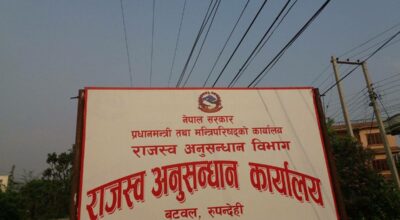 नेपाल सरकार
प्रधानमन्त्री तथा मन्त्रिपरिषद्को कार्यालय
राजस्व अनुसन्धान विभाग
राजस्व अनुसन्धान कार्यालय
बुटवल, रुपन्देही